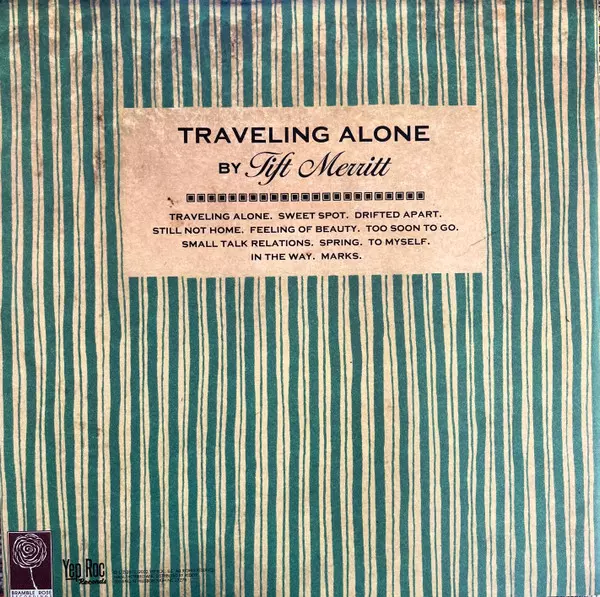 TRAVELING ALONE
BY Tift Merritt
TRAVELING ALONE. SWEET SPOT. DRIFTED APART.
STILL NOT HOME. FEELING OF BEAUTY. TOO SOON TO GO.
SMALL TALK RELATIONS. SPRING. TO MYSELF.
IN THE WAY. MARKS.
Yep Roc
Records
BRAMBLE ROSE